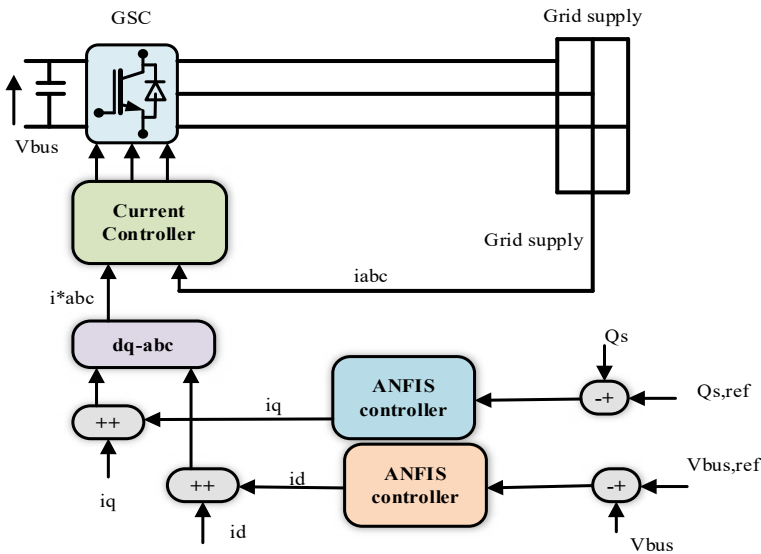 GSC
Grid supply
Vbus
Current
Controller
Grid supply
iabc
i*abc
dq-abc
Qs
ANFIS
controller
-+
Qs,ref
iq
++
iq
ANFIS
controller
Vbus,ref
-+
id
++
id
Vbus